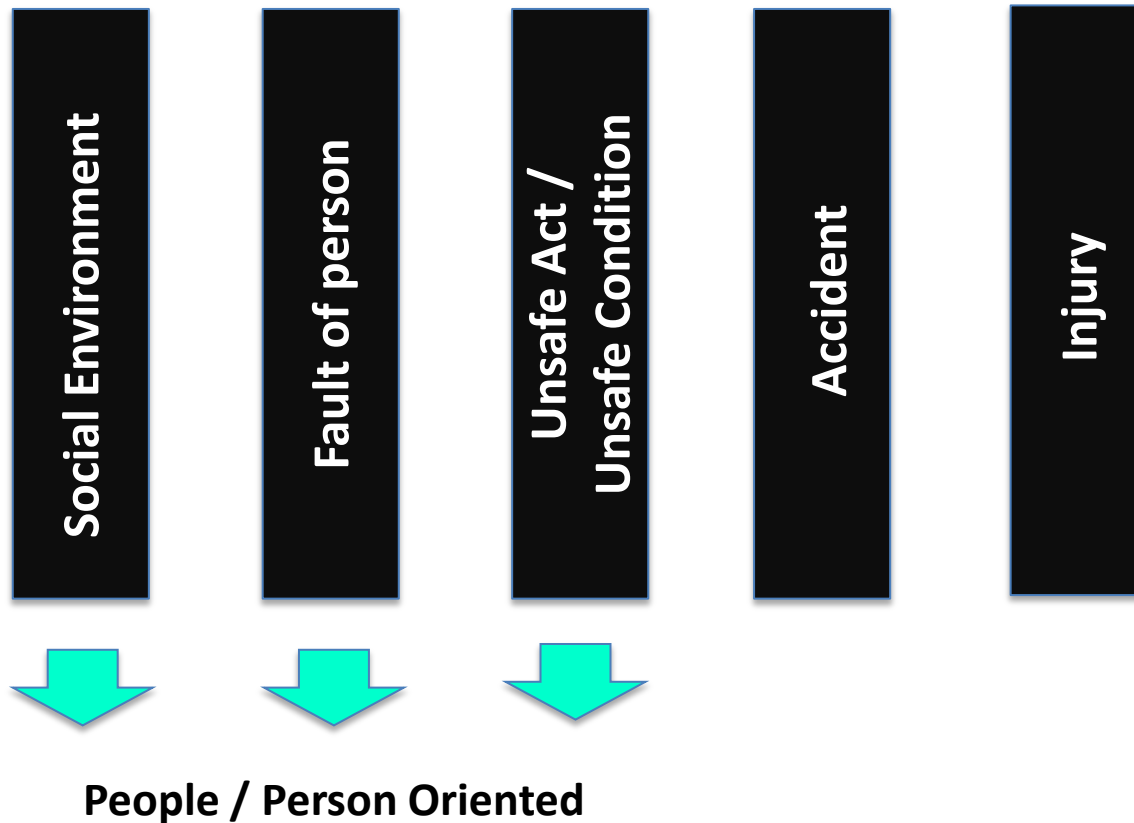 Social Environment
Fault of person
Unsafe Act /
Unsafe Condition
Accident
Injury
People / Person Oriented